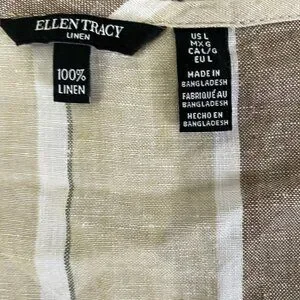 ELLEN TRACY
LINEN
100%
LINEN
US L
MX G
CA L/G
EU L
MADE IN
BANGLADESH
FABRIQUÉ AU
BANGLADESH
HECHO EN
BANGLADESH